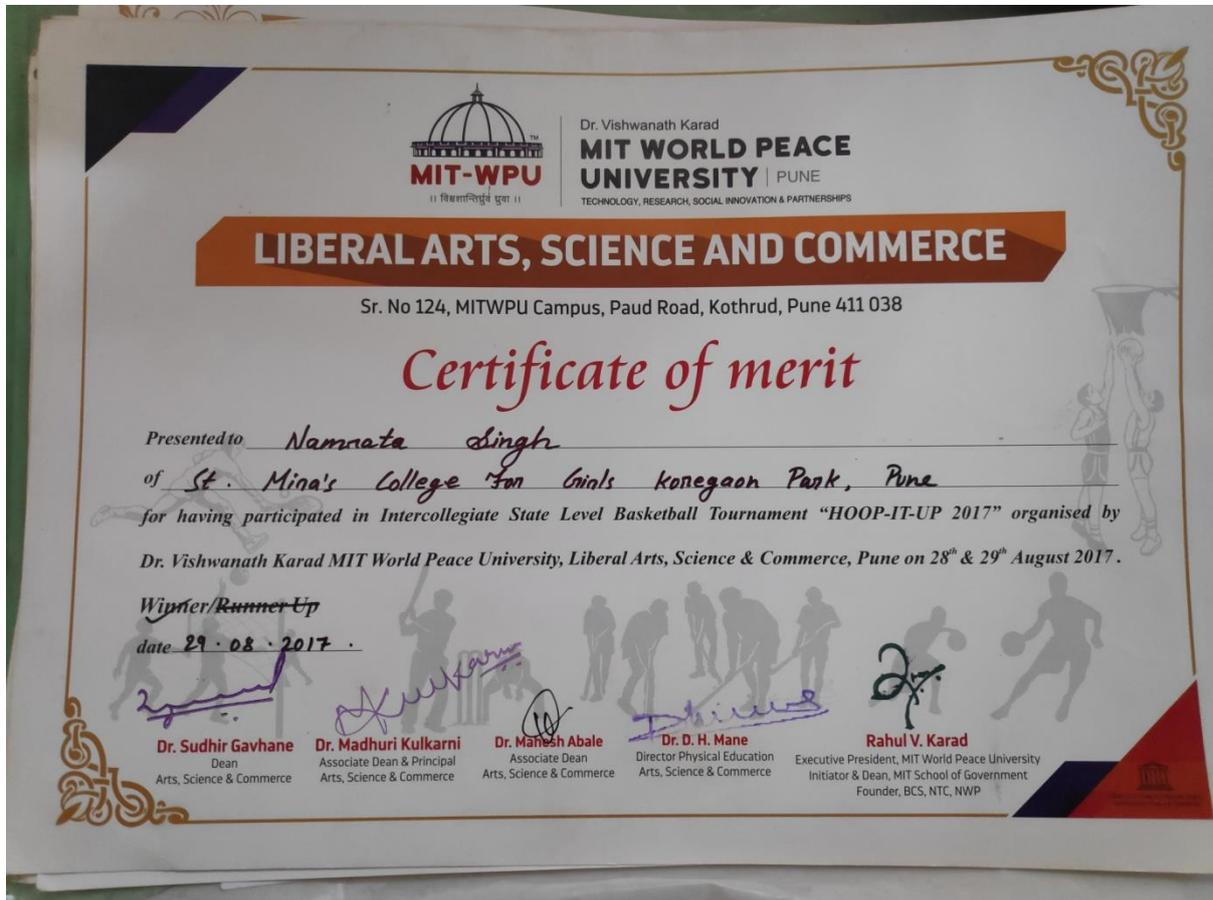 Dr. Vishwanath Karad
MIT WORLD PEACE
UNIVERSITY | PUNE
TECHNOLOGY, RESEARCH, SOCIAL INNOVATION & PARTNERSHIPS
TM
MIT-WPU
॥ विश्वशान्तिर्ध्रुवं ध्रुवा ॥
LIBERAL ARTS, SCIENCE AND COMMERCE
Sr. No 124, MITWPU Campus, Paud Road, Kothrud, Pune 411 038
Certificate of merit
Presented to Namrata Singh
of St. Mira's College For Girls Koregaon Park, Pune
for having participated in Intercollegiate State Level Basketball Tournament “HOOP-IT-UP 2017” organised by
Dr. Vishwanath Karad MIT World Peace University, Liberal Arts, Science & Commerce, Pune on 28th & 29th August 2017.
Winner/Runner Up
date 29.08.2017.
Kulkarni
Dr. Sudhir Gavhane
Dean
Arts, Science & Commerce
Dr. Madhuri Kulkarni
Associate Dean & Principal
Arts, Science & Commerce
Dr. Mahesh Abale
Associate Dean
Arts, Science & Commerce
Dr. D. H. Mane
Director Physical Education
Arts, Science & Commerce
Rahul V. Karad
Executive President, MIT World Peace University
Initiator & Dean, MIT School of Government
Founder, BCS, NTC, NWP